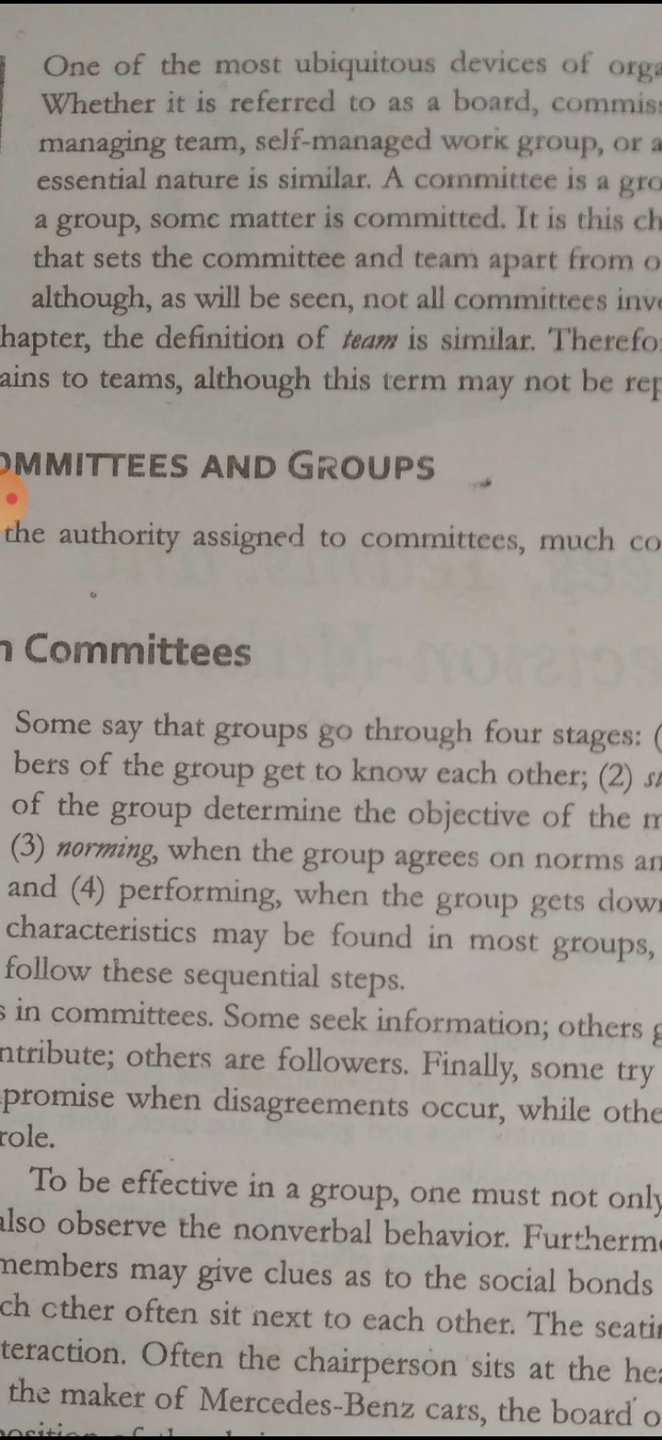 One of the most ubiquitous devices of orga
Whether it is referred to as a board, commis
managing team, self-managed work group, or a
essential nature is similar. A committee is a gro
a group, some matter is committed. It is this ch
that sets the committee and team apart from o
although, as will be seen, not all committees inv
hapter, the definition of team is similar. Therefo
ains to teams, although this term may not be rep
OMMITTEES AND GROUPS
the authority assigned to committees, much co
n Committees
Some say that groups go through four stages: (
bers of the group get to know each other; (2) s
of the group determine the objective of the m
(3) norming, when the group agrees on norms an
and (4) performing, when the group gets dow
characteristics may be found in most groups,
follow these sequential steps.
s in committees. Some seek information; others g
ntribute; others are followers. Finally, some try
promise when disagreements occur, while othe
role.
To be effective in a group, one must not only
also observe the nonverbal behavior. Furtherm
members may give clues as to the social bonds
ch other often sit next to each other. The seati
teraction. Often the chairperson sits at the hea
the maker of Mercedes-Benz cars, the board o